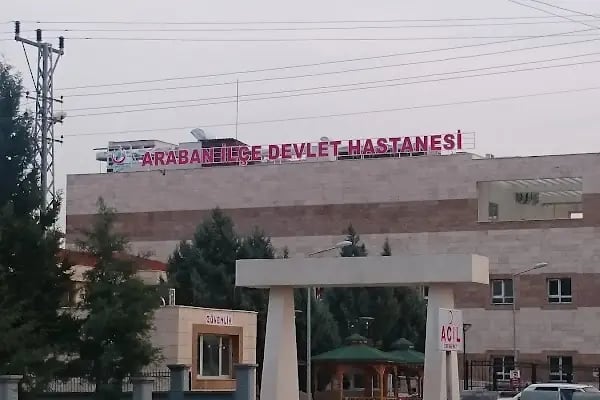 ARABAN İLÇE DEVLET HASTANESİ
GÜVENLİK
ACİL